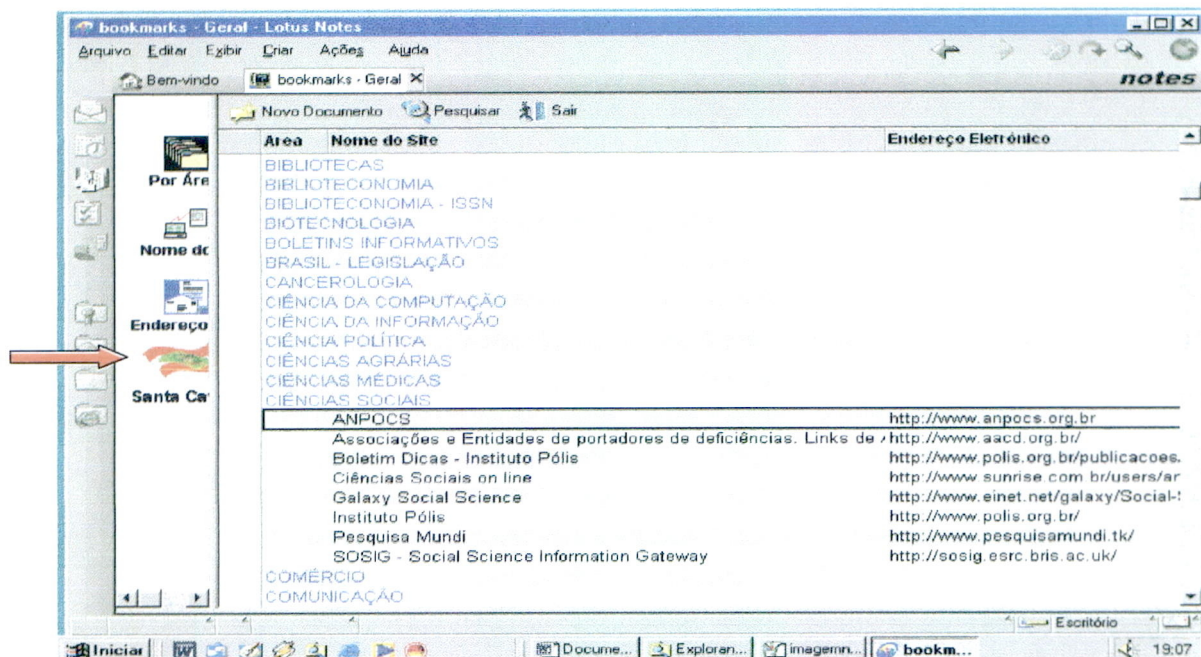 bookmarks - Geral - Lotus Notes
Arquivo Editar Exibir Criar Ações Ajuda
Bem-vindo bookmarks - Geral
notes
Novo Documento Pesquisar Sair
Area Nome do Site Endereço Eletrônico
BIBLIOTECAS
BIBLIOTECONOMIA
Por Áre
BIBLIOTECONOMIA - ISSN
BIOTECNOLOGIA
BOLETINS INFORMATIVOS
Nome do
BRASIL - LEGISLAÇÃO
CANCEROLOGIA
CIÊNCIA DA COMPUTAÇÃO
CIÊNCIA DA INFORMAÇÃO
Endereço
CIÊNCIA POLÍTICA
CIÊNCIAS AGRÁRIAS
CIÊNCIAS MÉDICAS
Santa Ca
CIÊNCIAS SOCIAIS
ANPOCS http://www.anpocs.org.br
Associações e Entidades de portadores de deficiências. Links de http://www.aacd.org.br/
Boletim Dicas - Instituto Pólis http://www.polis.org.br/publicacoes.
Ciências Sociais on line http://www.sunrise.com br/users/ar
Galaxy Social Science http://www.einet.net/galaxy/Social-
Instituto Pólis http://www.polis.org.br/
Pesquisa Mundi http://www.pesquisamundi.tk/
SOSIG - Social Science Information Gateway http://sosig.esrc.bris.ac.uk/
COMÉRCIO
COMUNICAÇÃO
Escritório
Iniciar Docume... Exploran... imagemn... bookm... 19:07